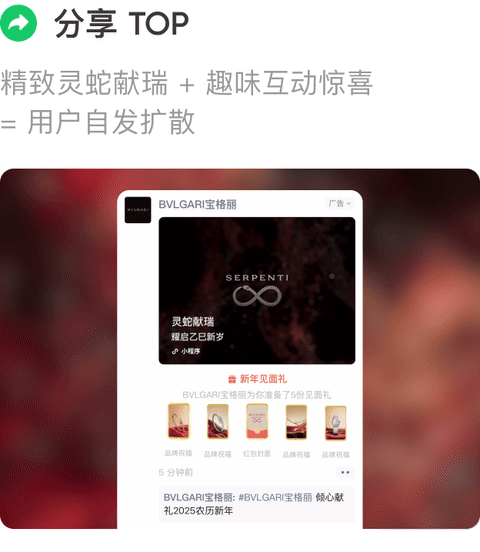 分享 TOP
精致灵蛇献瑞 + 趣味互动惊喜
= 用户自发扩散
BVLGARI
BVLGARI宝格丽
广告
SERPENTI
灵蛇献瑞
耀启乙巳新岁
小程序
新年见面礼
BVLGARI宝格丽为你准备了5份见面礼
品牌祝福 品牌祝福 红包封面 品牌祝福 品牌祝福
5 分钟前
BVLGARI宝格丽: #BVLGARI宝格丽 倾心献
礼2025农历新年